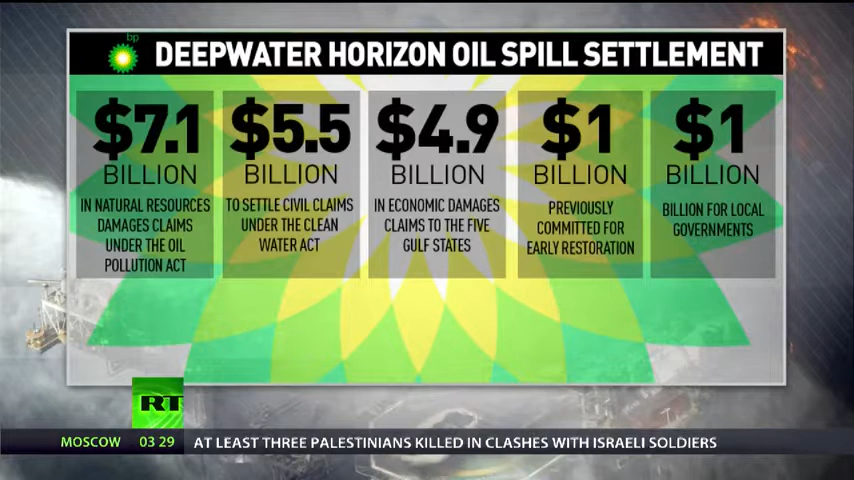 bp
DEEPWATER HORIZON OIL SPILL SETTLEMENT
$7.1
BILLION
IN NATURAL RESOURCES
DAMAGES CLAIMS
UNDER THE OIL
POLLUTION ACT
$5.5
BILLION
TO SETTLE CIVIL CLAIMS
UNDER THE CLEAN
WATER ACT
$4.9
BILLION
IN ECONOMIC DAMAGES
CLAIMS TO THE FIVE
GULF STATES
$1
BILLION
PREVIOUSLY
COMMITTED FOR
EARLY RESTORATION
$1
BILLION
BILLION FOR LOCAL
GOVERNMENTS
RT
MOSCOW 03 29 AT LEAST THREE PALESTINIANS KILLED IN CLASHES WITH ISRAELI SOLDIERS